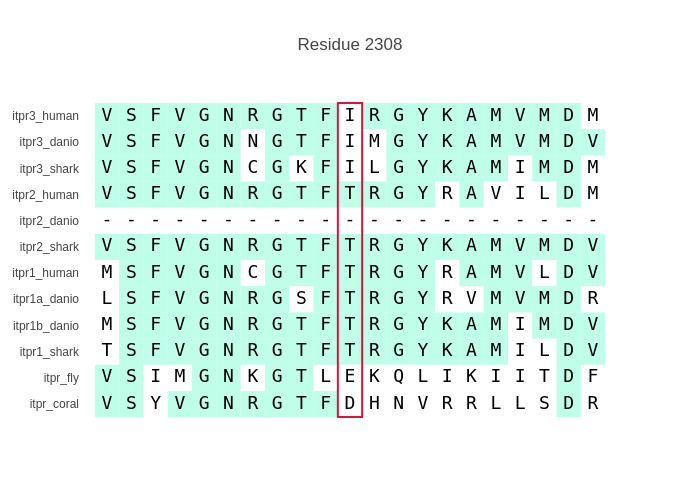 Residue 2308
itpr3_human V S F V G N R G T F I R G Y K A M V M D M
itpr3_danio V S F V G N N G T F I M G Y K A M V M D V
itpr3_shark V S F V G N C G K F I L G Y K A M I M D M
itpr2_human V S F V G N R G T F T R G Y R A V I L D M
itpr2_danio - - - - - - - - - - - - - - - - - - - - -
itpr2_shark V S F V G N R G T F T R G Y K A M V M D V
itpr1_human M S F V G N C G T F T R G Y R A M V L D V
itpr1a_danio L S F V G N R G S F T R G Y R V M V M D R
itpr1b_danio M S F V G N R G T F T R G Y K A M I M D V
itpr1_shark T S F V G N R G T F T R G Y K A M I L D V
itpr_fly V S I M G N K G T L E K Q L I K I I T D F
itpr_coral V S Y V G N R G T F D H N V R R L L S D R